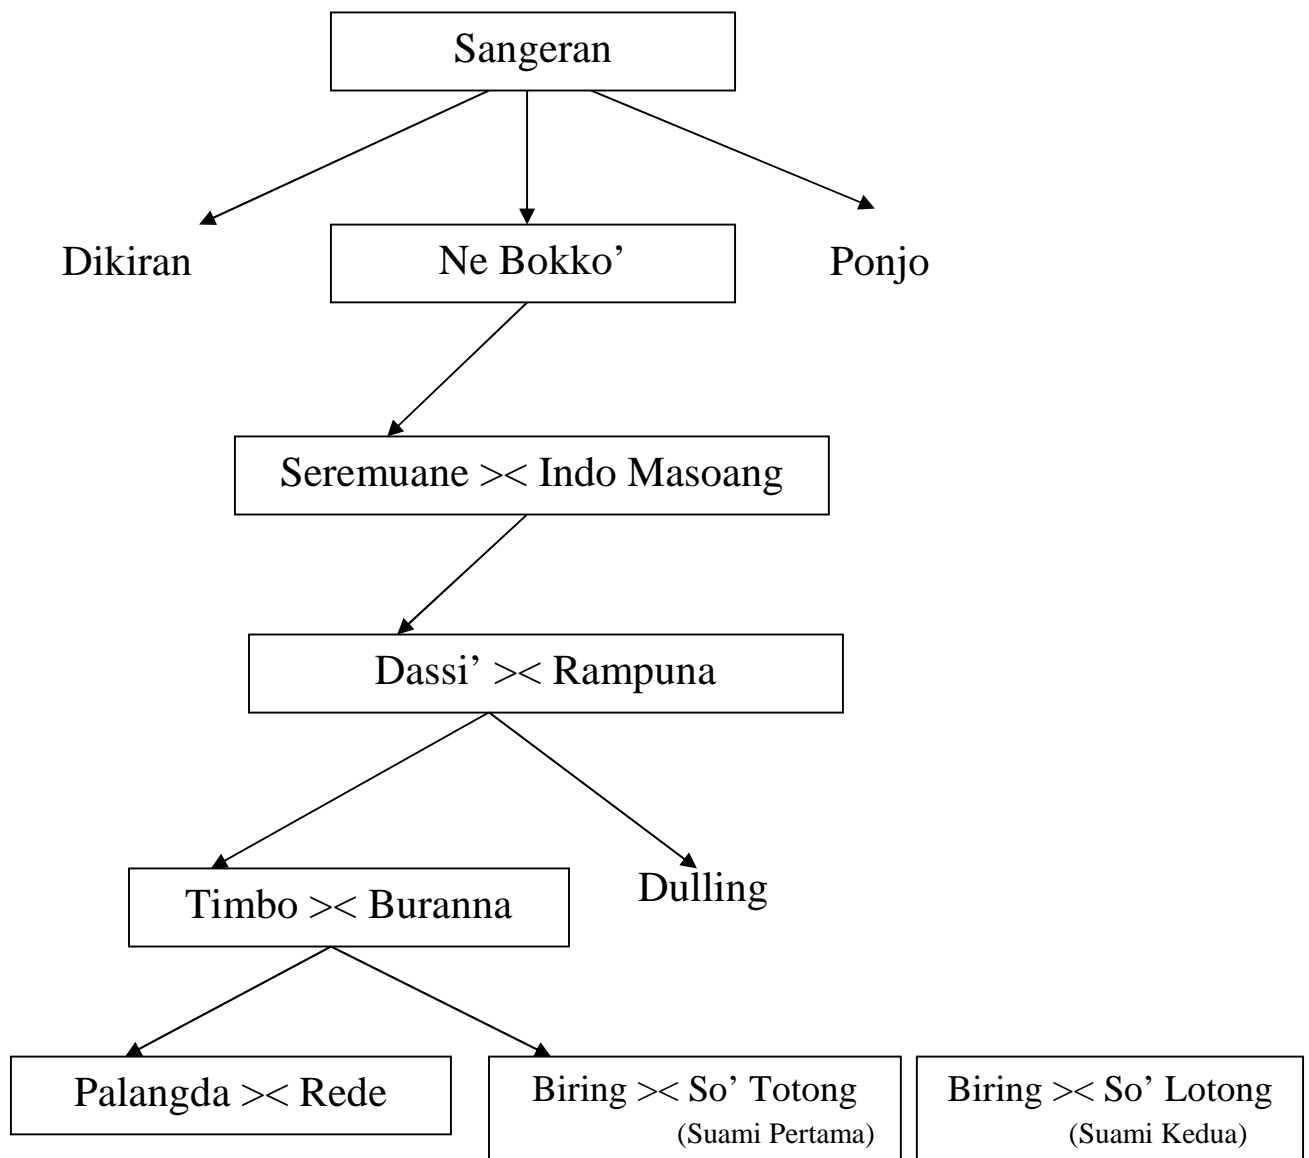 Sangeran
Dikiran
Ne Bokko’
Ponjo
Seremuane >< Indo Masoang
Dassi’ >< Rampuna
Timbo >< Buranna
Dulling
Palangda >< Rede
Biring >< So’ Totong
(Suami Pertama)
Biring >< So’ Lotong
(Suami Kedua)